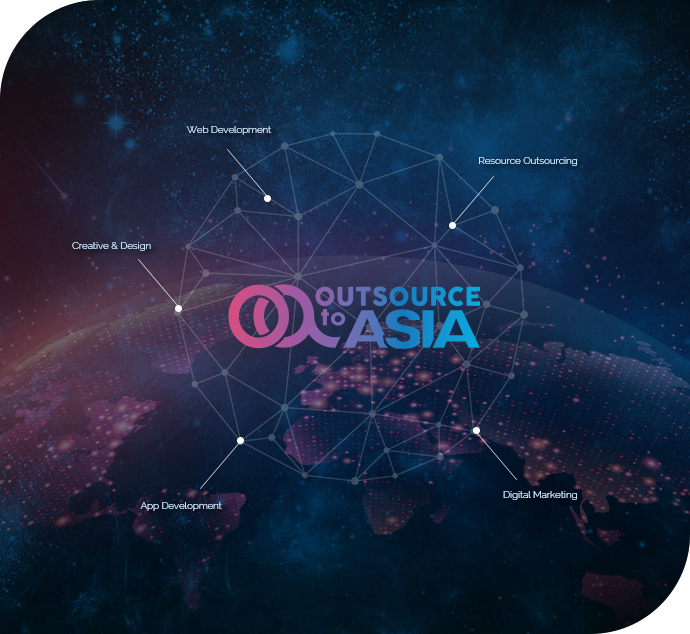 Web Development
Resource Outsourcing
Creative & Design
OUTSOURCE
to ASIA
App Development
Digital Marketing